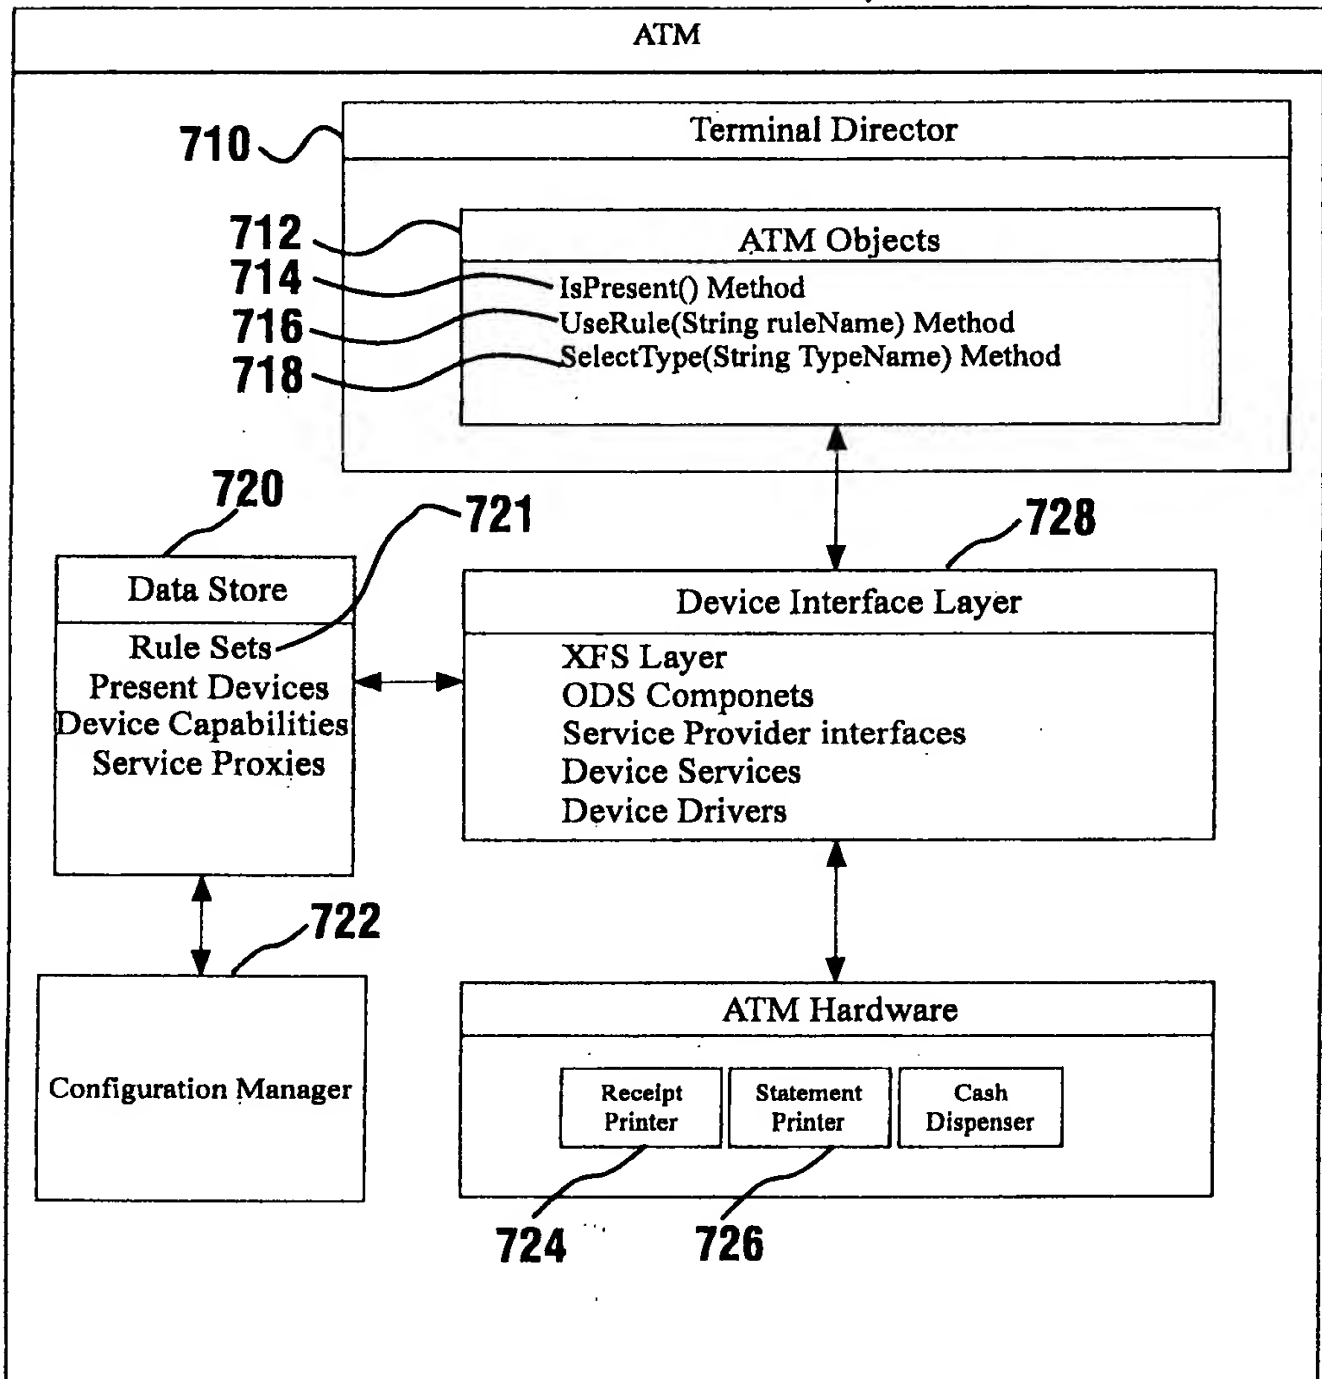 ATM
710
Terminal Director
712
ATM Objects
714
IsPresent() Method
716
UseRule(String ruleName) Method
718
SelectType(String TypeName) Method
720
721
728
Data Store
Rule Sets
Present Devices
Device Capabilities
Service Proxies
Device Interface Layer
XFS Layer
ODS Componets
Service Provider interfaces
Device Services
Device Drivers
722
Configuration Manager
ATM Hardware
Receipt
Printer
Statement
Printer
Cash
Dispenser
724
726